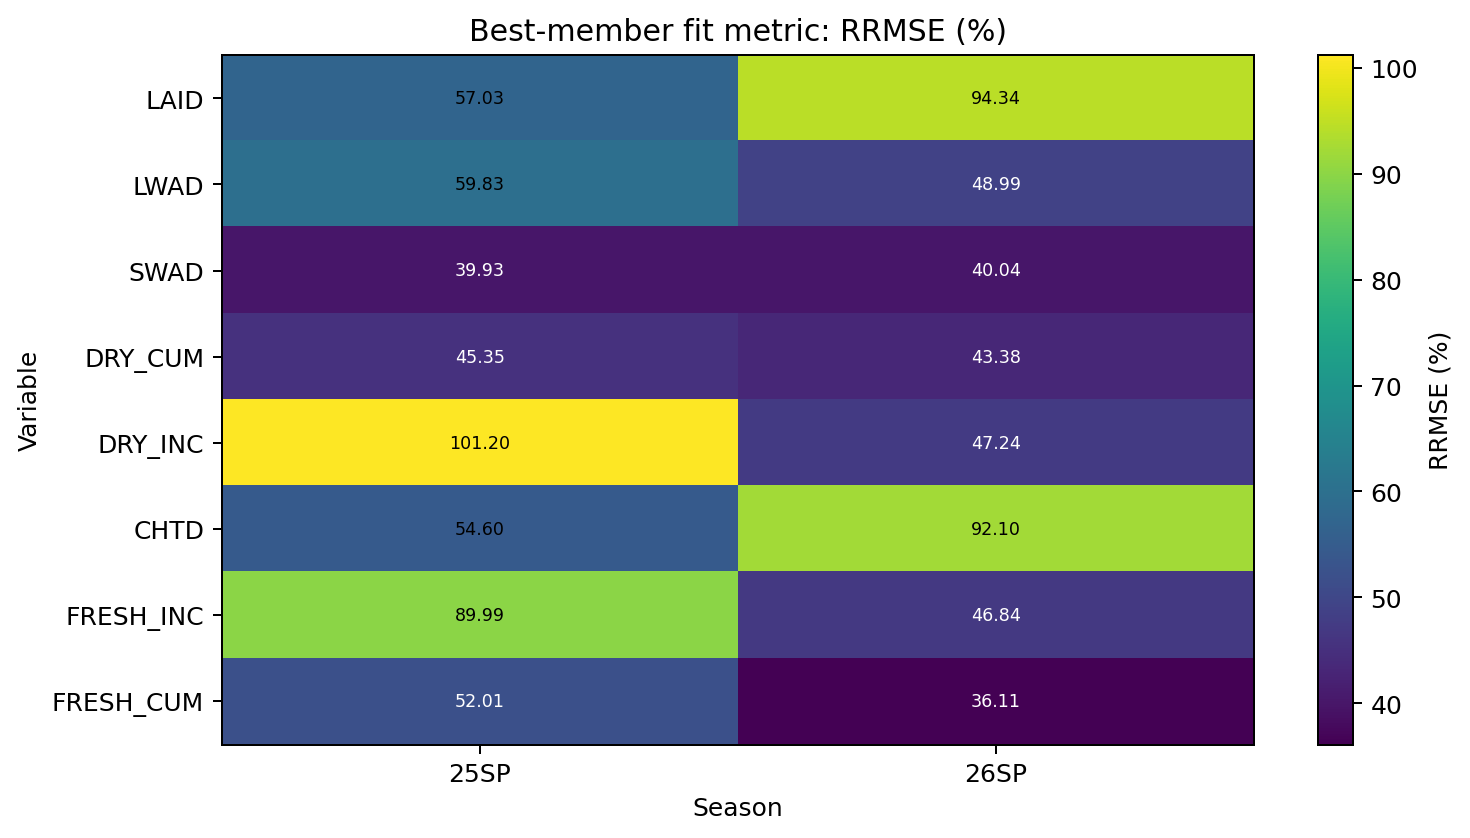 Best-member fit metric: RRMSE (%)
LAID 57.03 94.34
LWAD 59.83 48.99
SWAD 39.93 40.04
DRY_CUM 45.35 43.38
DRY_INC 101.20 47.24
CHTD 54.60 92.10
FRESH_INC 89.99 46.84
FRESH_CUM 52.01 36.11
25SP 26SP
Season
Variable
100
90
80
70
60
50
40
RRMSE (%)